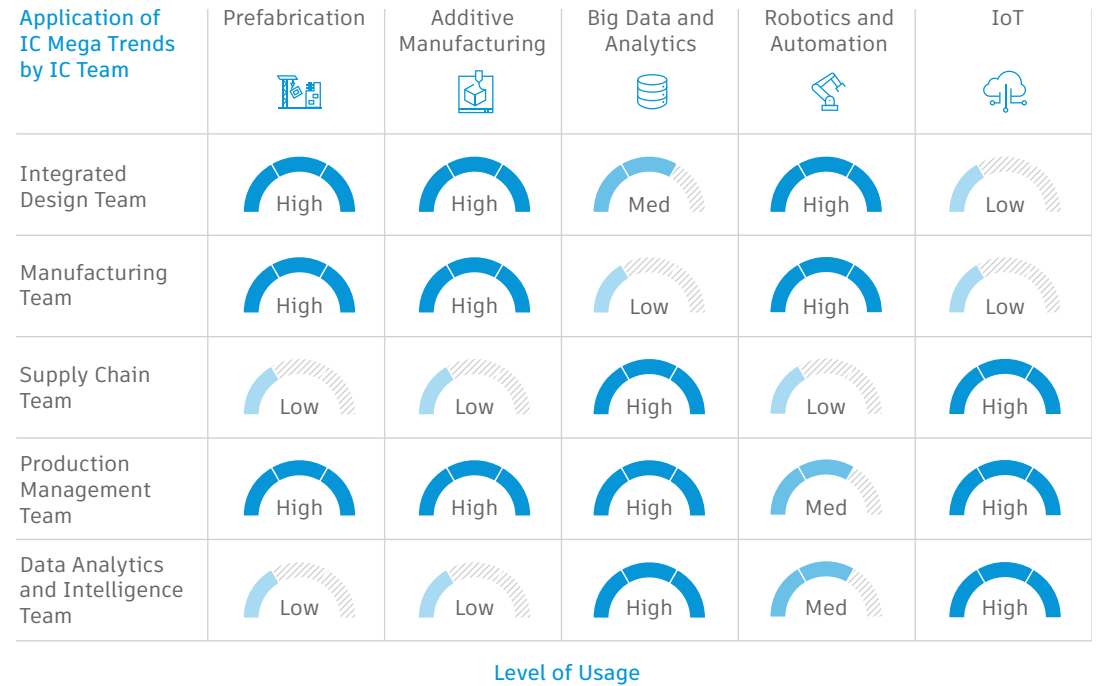 Application of
IC Mega Trends
by IC Team
Prefabrication
Additive
Manufacturing
Big Data and
Analytics
Robotics and
Automation
IoT
Integrated
Design Team
High
High
Med
High
Low
Manufacturing
Team
High
High
Low
High
Low
Supply Chain
Team
Low
Low
High
Low
High
Production
Management
Team
High
High
High
Med
High
Data Analytics
and Intelligence
Team
Low
Low
High
Med
High
Level of Usage